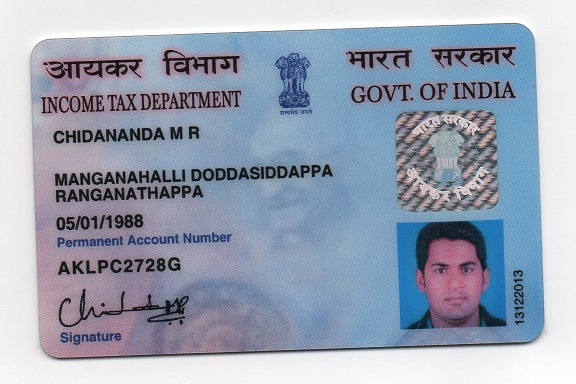 आयकर विभाग
भारत सरकार
INCOME TAX DEPARTMENT
GOVT. OF INDIA
सत्यमेव जयते
CHIDANANDA M R
भारत सरकार
आयकर विभाग
MANGANAHALLI DODDASIDDAPPA
RANGANATHAPPA
05/01/1988
Permanent Account Number
AKLPC2728G
13122013
Signature